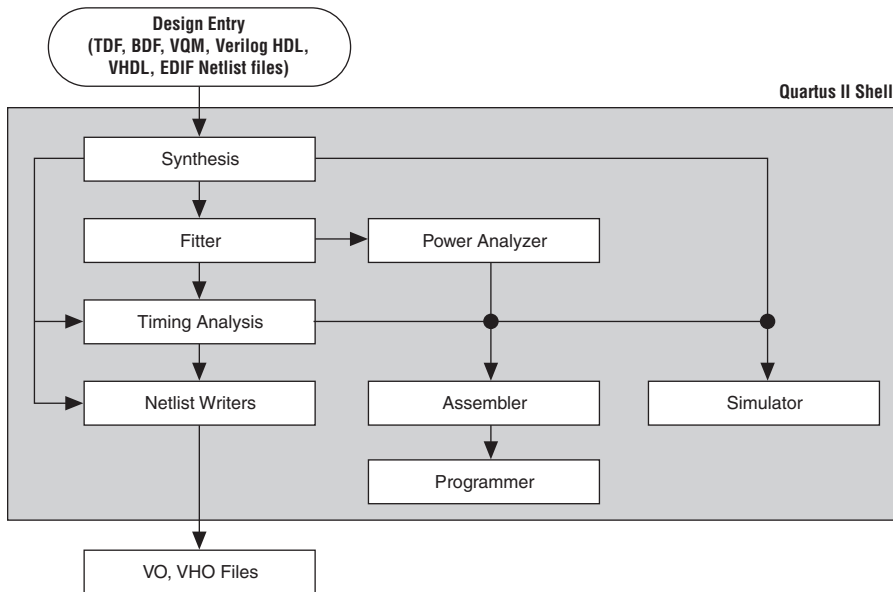 Design Entry
(TDF, BDF, VQM, Verilog HDL,
VHDL, EDIF Netlist files)
Quartus II Shell
Synthesis
Fitter
Power Analyzer
Timing Analysis
Netlist Writers
Assembler
Simulator
Programmer
VO, VHO Files